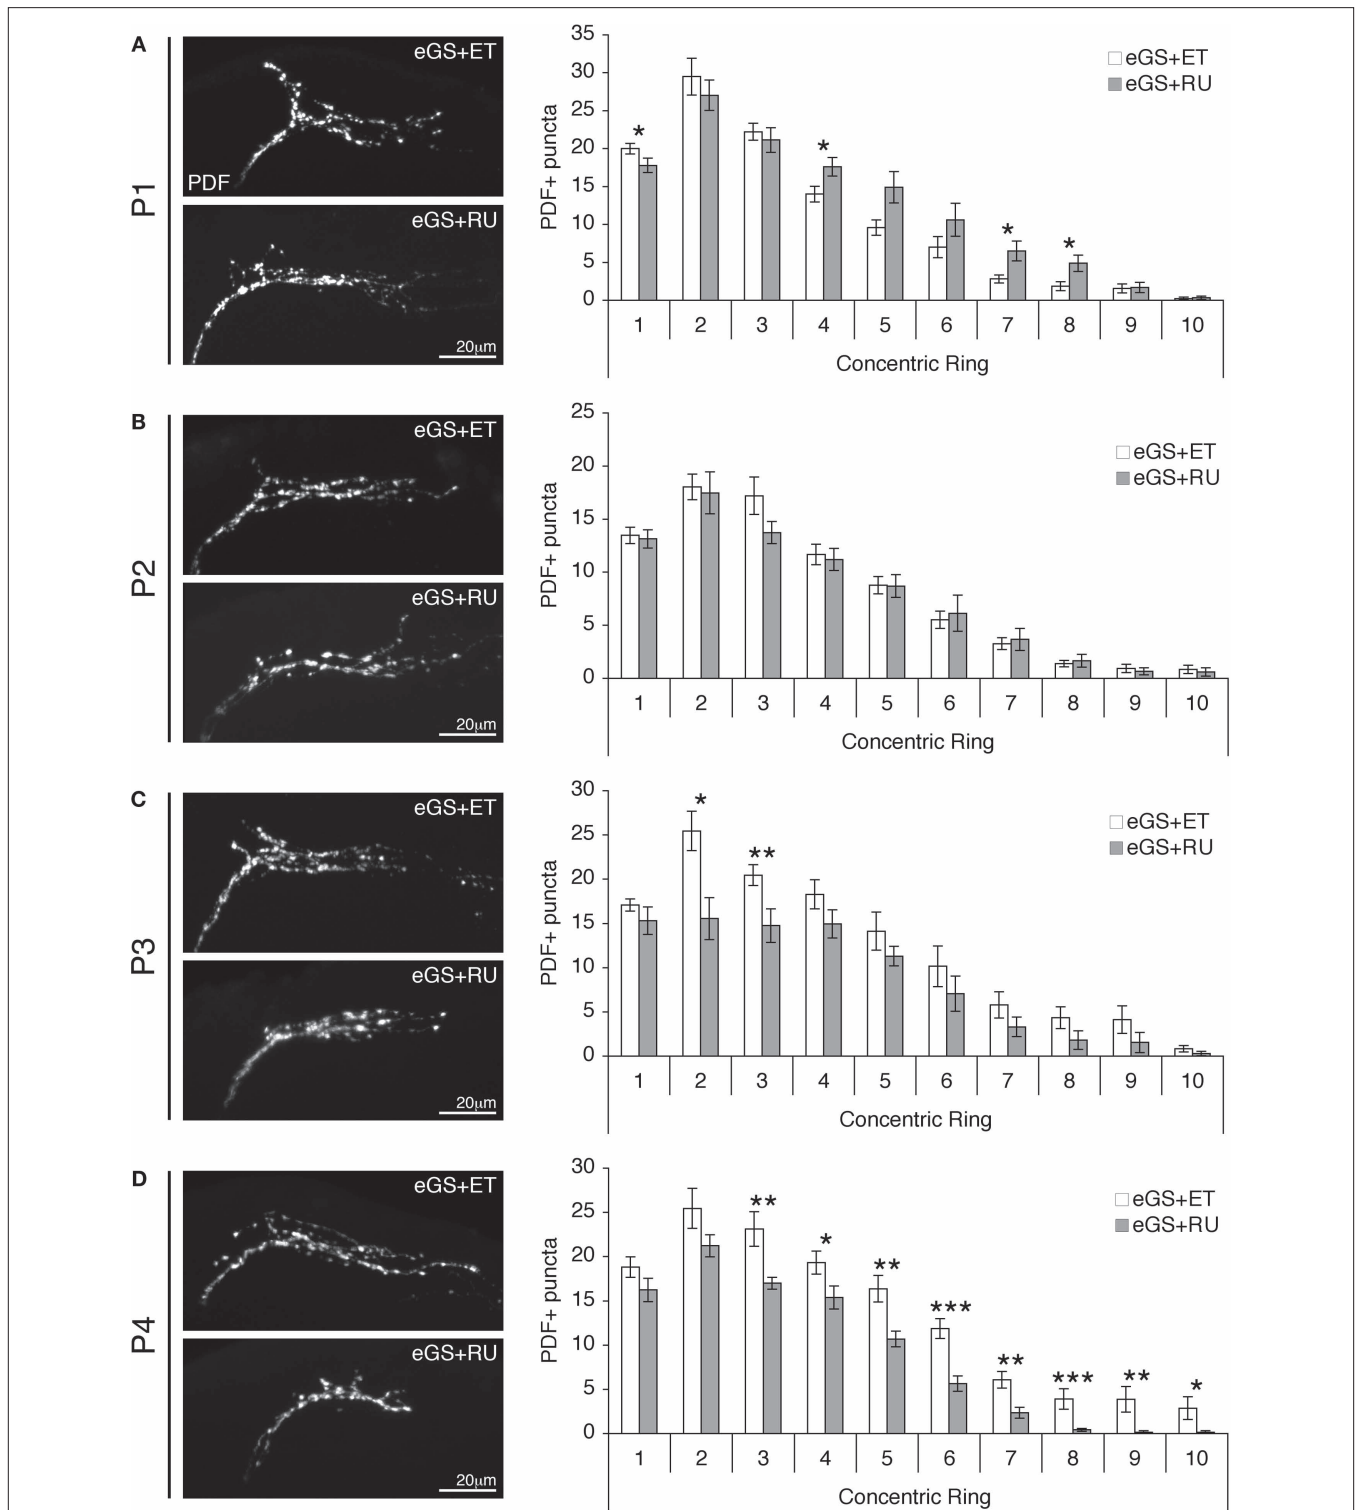 A
P1
eGS+ET
PDF
eGS+RU
20μm
PDF+ puncta
35
30
25
20
15
10
5
0
* * * *
eGS+ET
eGS+RU
1 2 3 4 5 6 7 8 9 10
Concentric Ring
B
P2
eGS+ET
eGS+RU
20μm
PDF+ puncta
25
20
15
10
5
0
eGS+ET
eGS+RU
1 2 3 4 5 6 7 8 9 10
Concentric Ring
C
P3
eGS+ET
eGS+RU
20μm
PDF+ puncta
30
25
20
15
10
5
0
* **
eGS+ET
eGS+RU
1 2 3 4 5 6 7 8 9 10
Concentric Ring
D
P4
eGS+ET
eGS+RU
20μm
PDF+ puncta
30
25
20
15
10
5
0
** * ** *** ** *** ** *
eGS+ET
eGS+RU
1 2 3 4 5 6 7 8 9 10
Concentric Ring